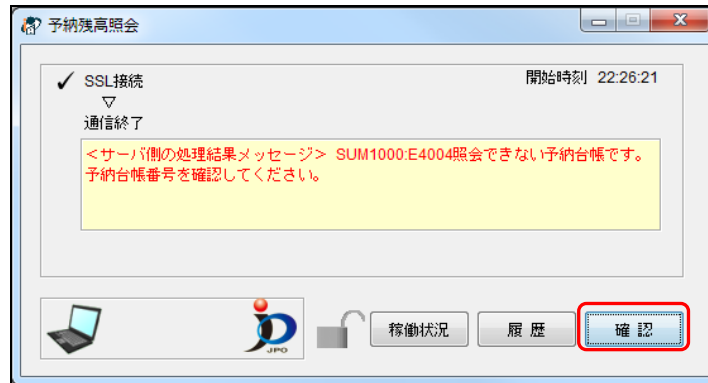 予納残高照会
SSL接続
開始時刻 22:26:21
▽
通信終了
<サーバ側の処理結果メッセージ> SUM1000:E4004照会できない予納台帳です。
予納台帳番号を確認してください。
JPO
稼働状況
履 歴
確 認